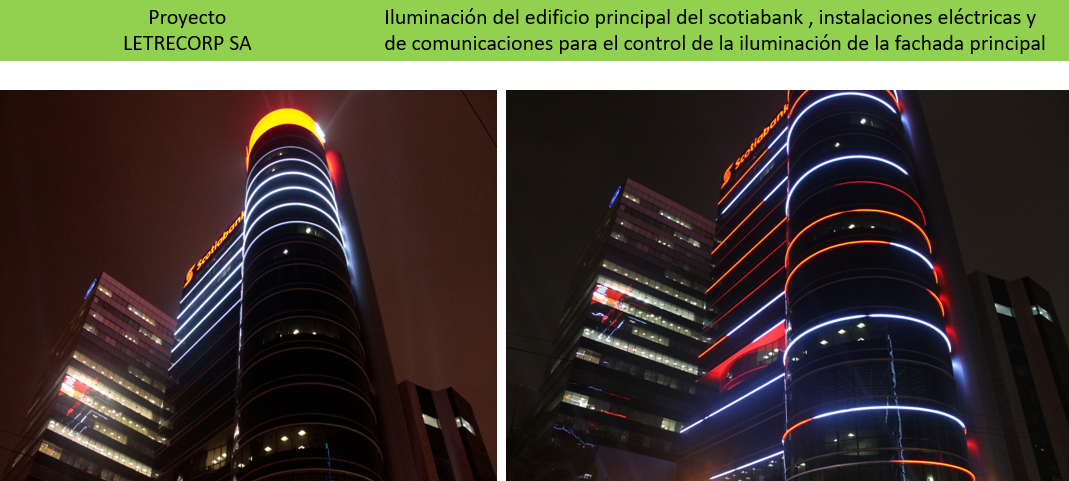 Proyecto
LETRECORP SA
Iluminación del edificio principal del scotiabank , instalaciones eléctricas y
de comunicaciones para el control de la iluminación de la fachada principal
Scotiabank
Scotiabank